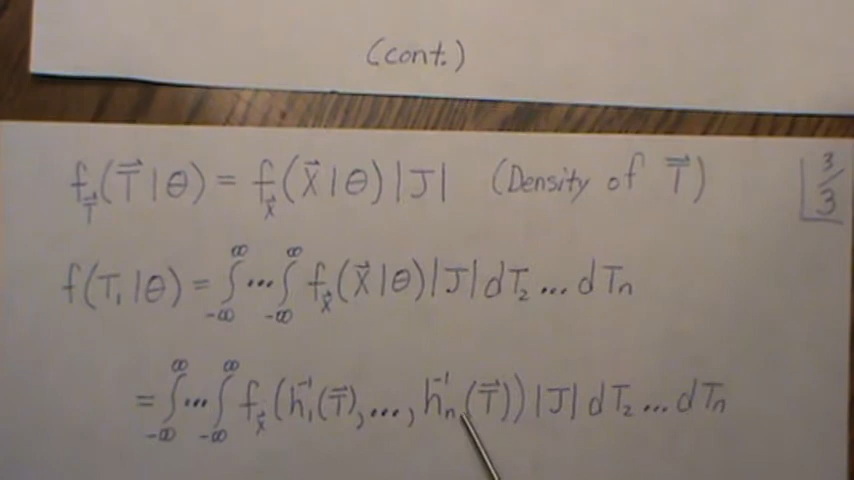 (cont.)
f_T⃗(T⃗|θ) = f_X⃗(X⃗|θ)|J| (Density of T⃗) 3/3
f(T₁|θ) = ∫_{-∞}^{∞}...∫_{-∞}^{∞} f_X⃗(X⃗|θ)|J|dT₂...dTₙ
= ∫_{-∞}^{∞}...∫_{-∞}^{∞} f_X⃗(h₁⁻¹(T⃗),..., hₙ⁻¹(T⃗))|J|dT₂...dTₙ